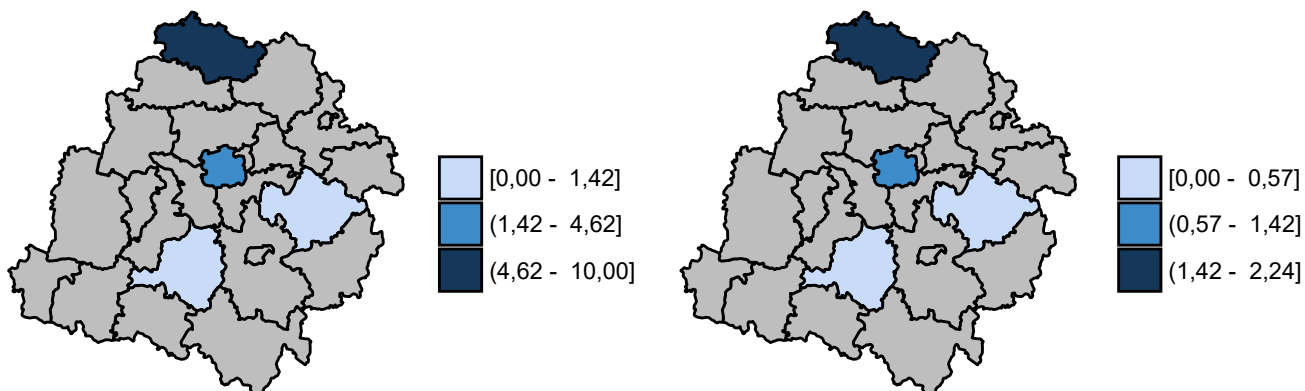 [0,00 - 1,42]
(1,42 - 4,62]
(4,62 - 10,00]
[0,00 - 0,57]
(0,57 - 1,42]
(1,42 - 2,24]